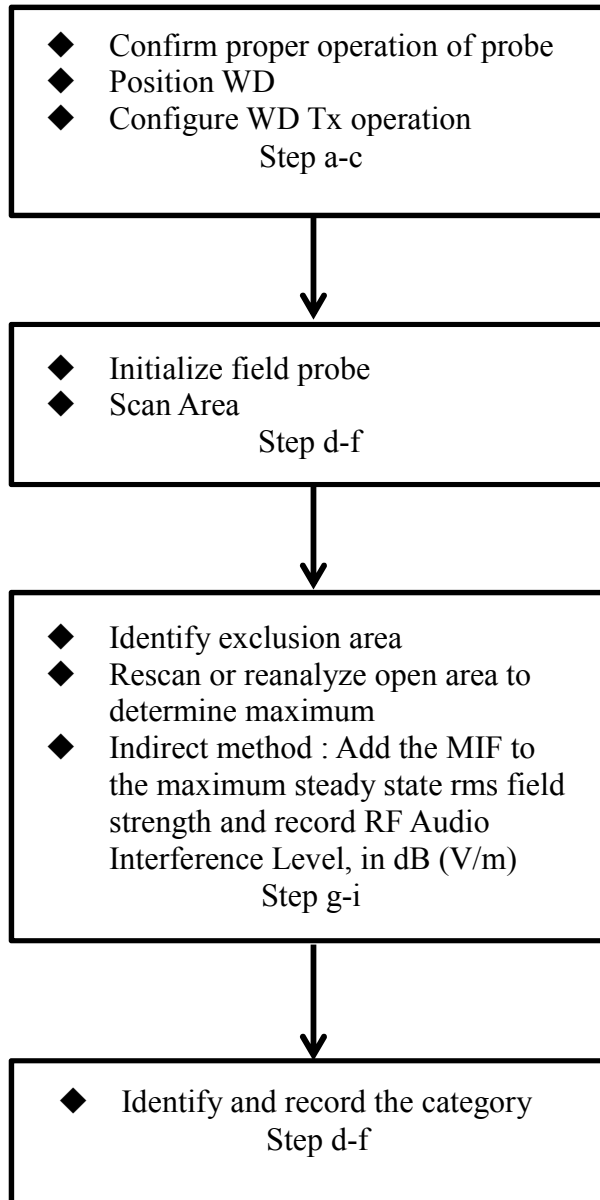 ◆ Confirm proper operation of probe
◆ Position WD
◆ Configure WD Tx operation
Step a-c
◆ Initialize field probe
◆ Scan Area
Step d-f
◆ Identify exclusion area
◆ Rescan or reanalyze open area to
determine maximum
◆ Indirect method : Add the MIF to
the maximum steady state rms field
strength and record RF Audio
Interference Level, in dB (V/m)
Step g-i
◆ Identify and record the category
Step d-f